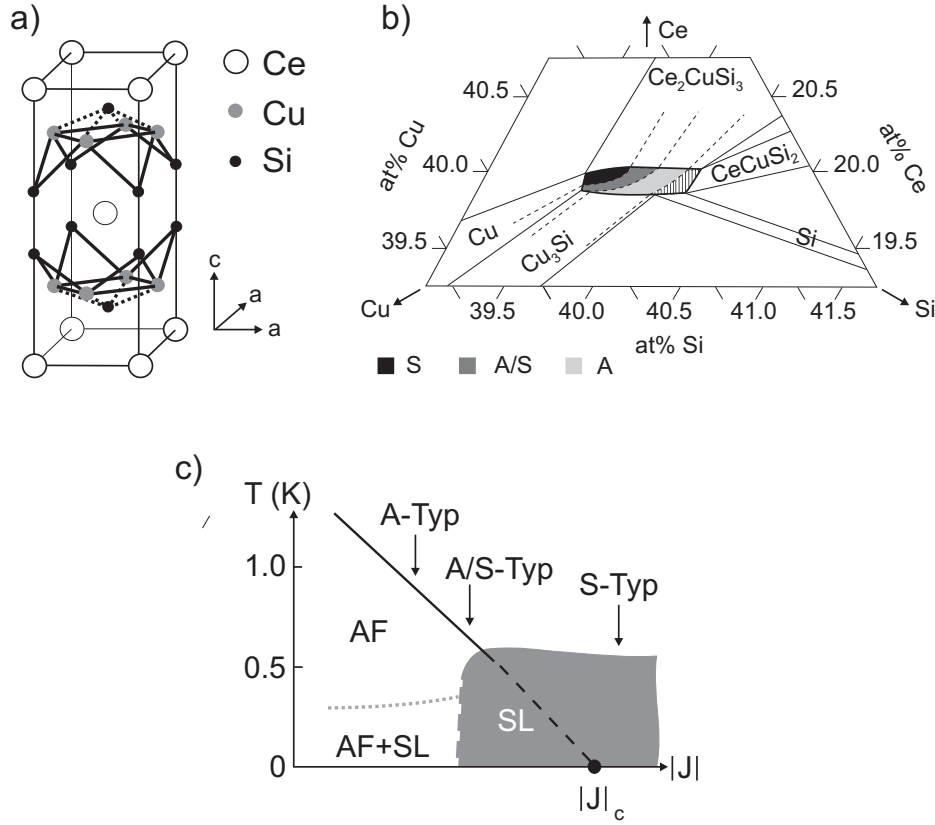 a)
Ce
Cu
Si
c
a
a
b)
Ce
Ce₂CuSi₃
40.5
20.5
at% Cu
at% Ce
40.0
20.0
CeCuSi₂
39.5
19.5
Cu
Cu₃Si
Si
Cu
Si
39.5 40.0 40.5 41.0 41.5
at% Si
S A/S A
c)
T (K)
A-Typ
1.0
A/S-Typ
S-Typ
AF
0.5
SL
AF+SL
0
|J|
|J|c